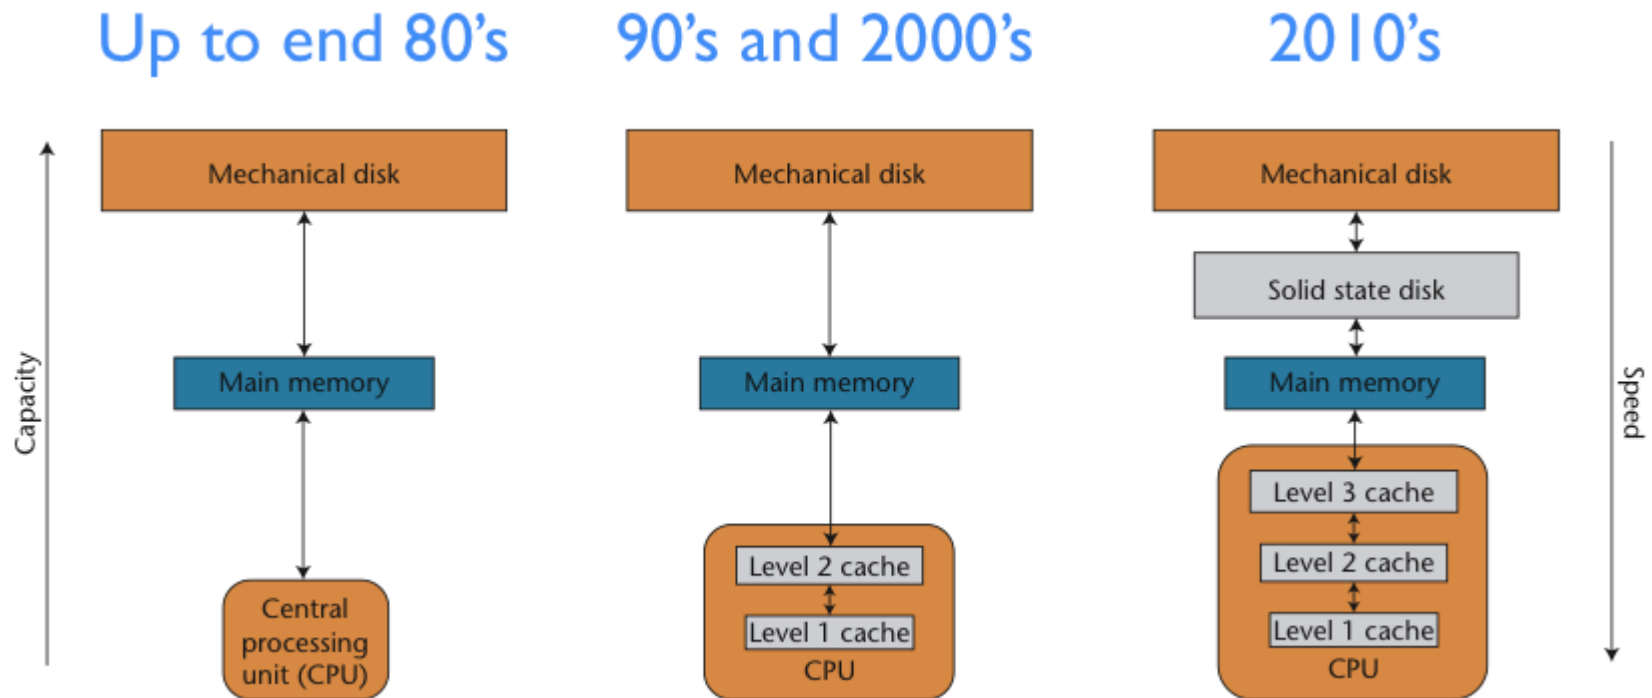 Up to end 80's
90's and 2000's
2010's
Capacity
Mechanical disk
Main memory
Central
processing
unit (CPU)
Mechanical disk
Main memory
Level 2 cache
Level 1 cache
CPU
Mechanical disk
Solid state disk
Main memory
Level 3 cache
Level 2 cache
Level 1 cache
CPU
Speed